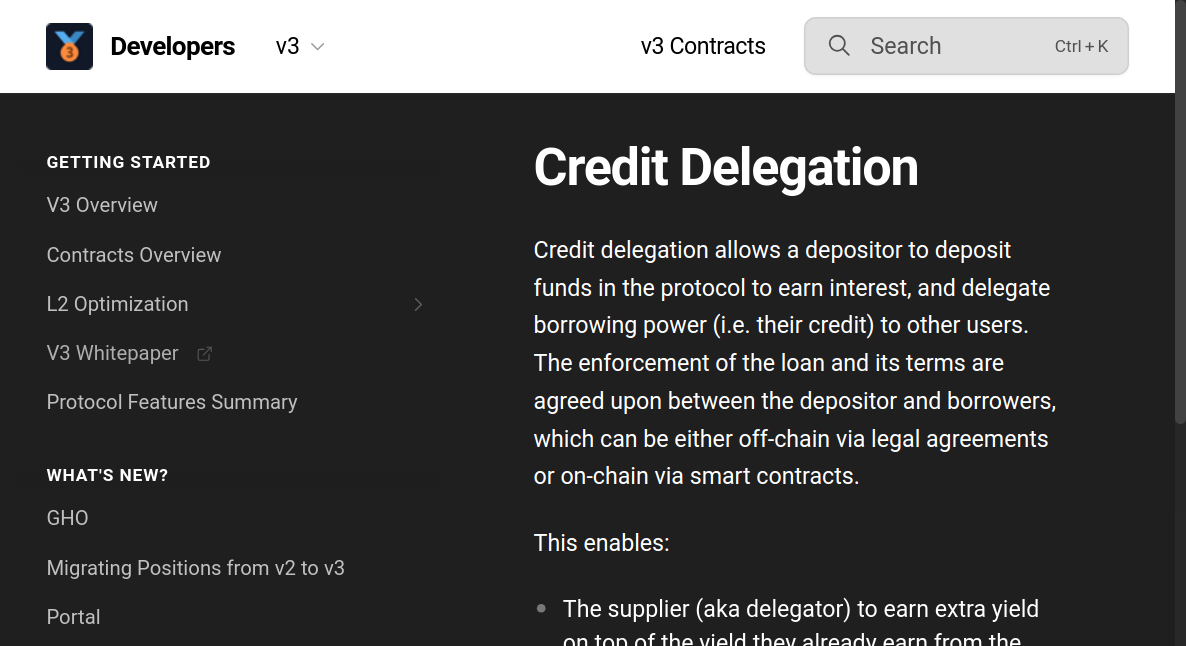 Developers
v3
v3 Contracts
Search
Ctrl + K
GETTING STARTED
V3 Overview
Contracts Overview
L2 Optimization
V3 Whitepaper
Protocol Features Summary
WHAT'S NEW?
GHO
Migrating Positions from v2 to v3
Portal
Credit Delegation
Credit delegation allows a depositor to deposit
funds in the protocol to earn interest, and delegate
borrowing power (i.e. their credit) to other users.
The enforcement of the loan and its terms are
agreed upon between the depositor and borrowers,
which can be either off-chain via legal agreements
or on-chain via smart contracts.
This enables:
The supplier (aka delegator) to earn extra yield
on top of the yield they already earn from the